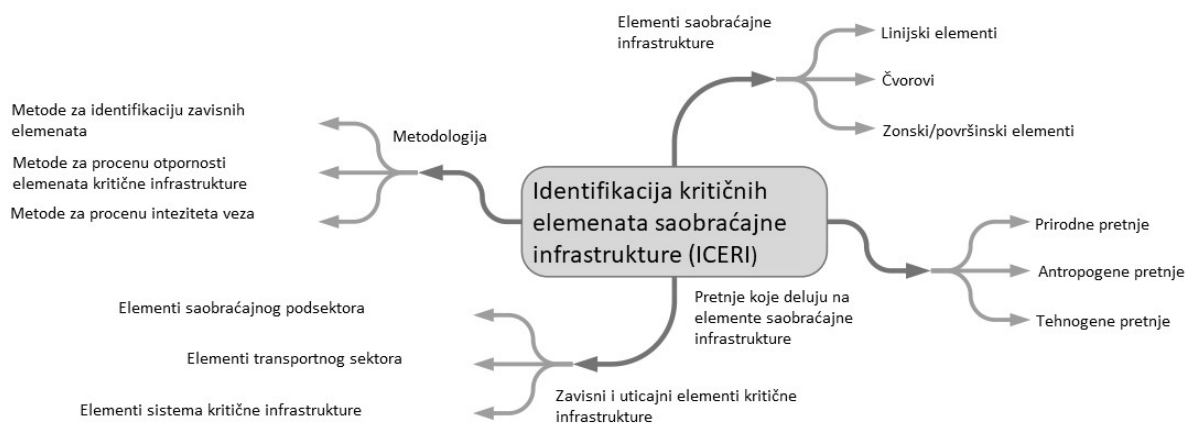 Elementi saobraćajne
infrastrukture
Linijski elementi
Čvorovi
Zonski/površinski elementi
Metode za identifikaciju zavisnih
elemenata
Metodologija
Metode za procenu otpornosti
elemenata kritične infrastrukture
Metode za procenu inteziteta veza
Identifikacija kritičnih
elemenata saobraćajne
infrastrukture (ICERI)
Prirodne pretnje
Antropogene pretnje
Tehnogene pretnje
Pretnje koje deluju na
elemente saobraćajne
infrastrukture
Elementi saobraćajnog podsektora
Elementi transportnog sektora
Elementi sistema kritične infrastrukture
Zavisni i uticajni elementi kritične
infrastrukture